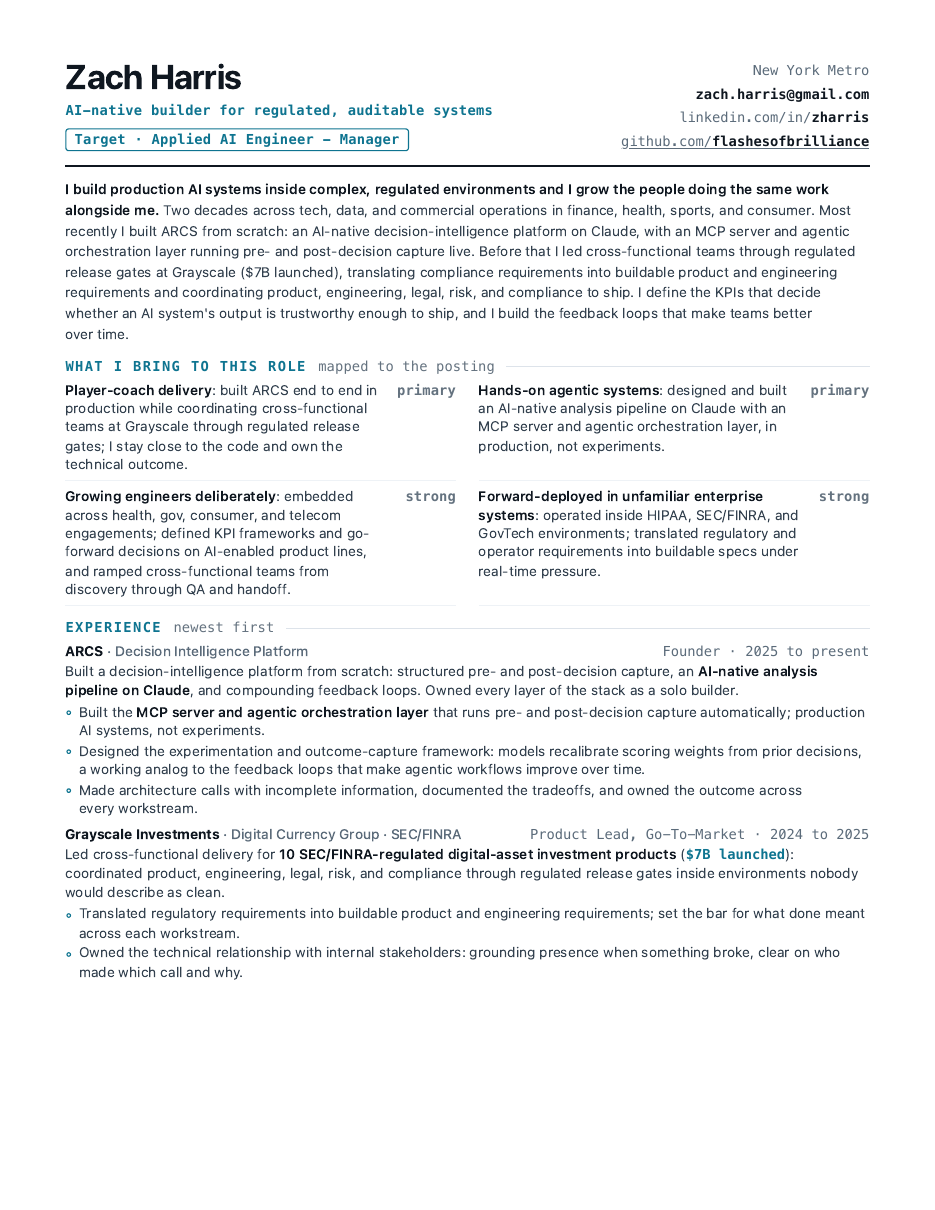 Zach Harris
AI–native builder for regulated, auditable systems
Target · Applied AI Engineer – Manager
New York Metro
zach.harris@gmail.com
linkedin.com/in/zharris
github.com/flashesofbrilliance
I build production AI systems inside complex, regulated environments and I grow the people doing the same work
alongside me. Two decades across tech, data, and commercial operations in finance, health, sports, and consumer. Most
recently I built ARCS from scratch: an AI-native decision-intelligence platform on Claude, with an MCP server and agentic
orchestration layer running pre- and post-decision capture live. Before that I led cross-functional teams through regulated
release gates at Grayscale ($7B launched), translating compliance requirements into buildable product and engineering
requirements and coordinating product, engineering, legal, risk, and compliance to ship. I define the KPIs that decide
whether an AI system's output is trustworthy enough to ship, and I build the feedback loops that make teams better
over time.
WHAT I BRING TO THIS ROLE mapped to the posting
Player-coach delivery: built ARCS end to end in primary
production while coordinating cross-functional
teams at Grayscale through regulated release
gates; I stay close to the code and own the
technical outcome.
Hands-on agentic systems: designed and built primary
an AI-native analysis pipeline on Claude with an
MCP server and agentic orchestration layer, in
production, not experiments.
Growing engineers deliberately: embedded strong
across health, gov, consumer, and telecom
engagements; defined KPI frameworks and go-
forward decisions on AI-enabled product lines,
and ramped cross-functional teams from
discovery through QA and handoff.
Forward-deployed in unfamiliar enterprise strong
systems: operated inside HIPAA, SEC/FINRA, and
GovTech environments; translated regulatory and
operator requirements into buildable specs under
real-time pressure.
EXPERIENCE newest first
ARCS · Decision Intelligence Platform Founder · 2025 to present
Built a decision-intelligence platform from scratch: structured pre- and post-decision capture, an AI-native analysis
pipeline on Claude, and compounding feedback loops. Owned every layer of the stack as a solo builder.
Built the MCP server and agentic orchestration layer that runs pre- and post-decision capture automatically; production
AI systems, not experiments.
Designed the experimentation and outcome-capture framework: models recalibrate scoring weights from prior decisions,
a working analog to the feedback loops that make agentic workflows improve over time.
Made architecture calls with incomplete information, documented the tradeoffs, and owned the outcome across
every workstream.
Grayscale Investments · Digital Currency Group · SEC/FINRA Product Lead, Go–To–Market · 2024 to 2025
Led cross-functional delivery for 10 SEC/FINRA-regulated digital-asset investment products ($7B launched):
coordinated product, engineering, legal, risk, and compliance through regulated release gates inside environments nobody
would describe as clean.
Translated regulatory requirements into buildable product and engineering requirements; set the bar for what done meant
across each workstream.
Owned the technical relationship with internal stakeholders: grounding presence when something broke, clear on who
made which call and why.